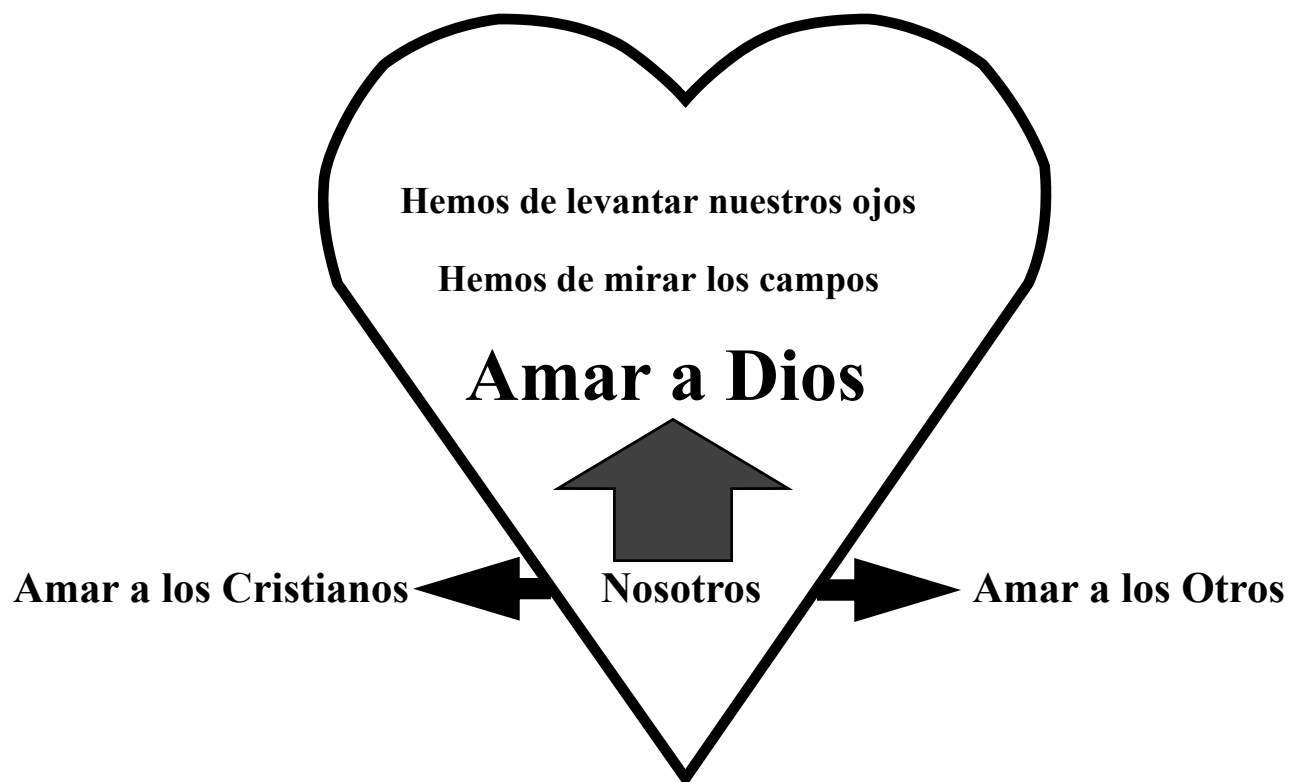 Hemos de levantar nuestros ojos
Hemos de mirar los campos
Amar a Dios
Amar a los Cristianos
Nosotros
Amar a los Otros